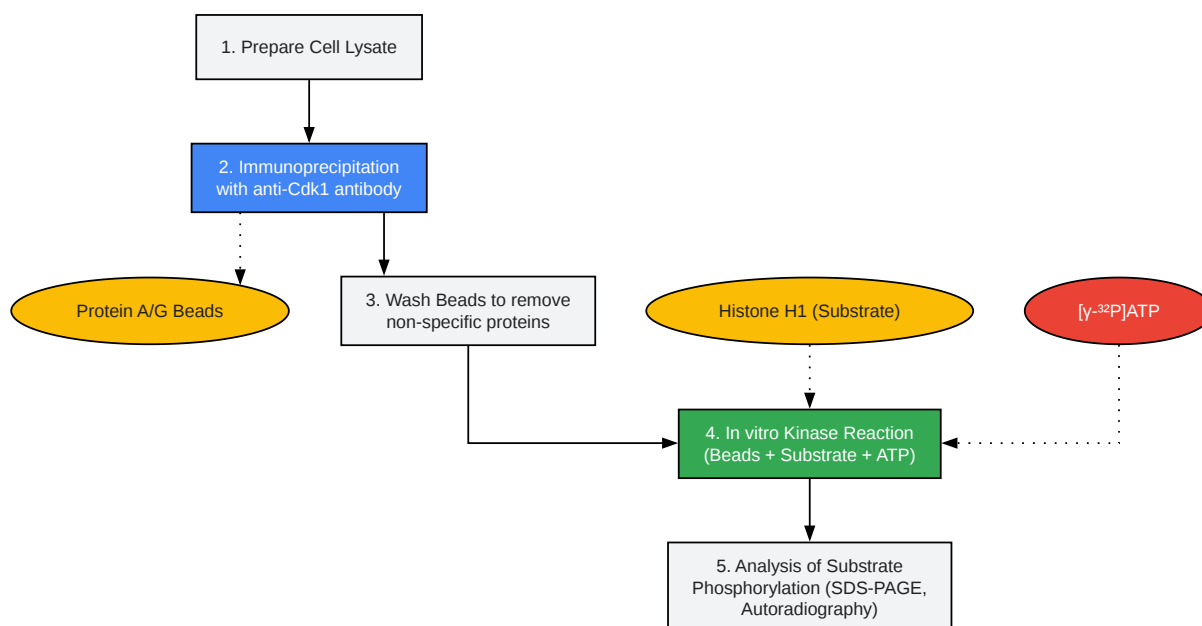 1. Prepare Cell Lysate
2. Immunoprecipitation
with anti-Cdk1 antibody
Protein A/G Beads
3. Wash Beads to remove
non-specific proteins
Histone H1 (Substrate)
[γ-³²P]ATP
4. In vitro Kinase Reaction
(Beads + Substrate + ATP)
5. Analysis of Substrate
Phosphorylation (SDS-PAGE,
Autoradiography)